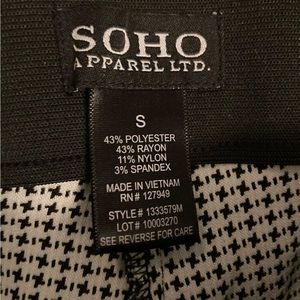 SOHO
APPAREL LTD.
S
43% POLYESTER
43% RAYON
11% NYLON
3% SPANDEX
MADE IN VIETNAM
RN # 127949
STYLE # 1333579M
LOT # 10003270
SEE REVERSE FOR CARE